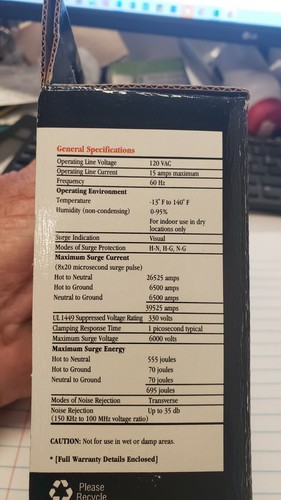 General Specifications
Operating Line Voltage 120 VAC
Operating Line Current 15 amps maximum
Frequency 60 Hz
Operating Environment
Temperature -13° F to 140° F
Humidity (non-condensing) 0-95%
For indoor use in dry
locations only
Surge Indication Visual
Modes of Surge Protection H-N, H-G, N-G
Maximum Surge Current
(8x20 microsecond surge pulse)
Hot to Neutral 26525 amps
Hot to Ground 6500 amps
Neutral to Ground 6500 amps
39525 amps
UL 1449 Suppressed Voltage Rating 330 volts
Clamping Response Time 1 picosecond typical
Maximum Surge Voltage 6000 volts
Maximum Surge Energy
Hot to Neutral 555 joules
Hot to Ground 70 joules
Neutral to Ground 70 joules
695 joules
Modes of Noise Rejection Transverse
Noise Rejection Up to 35 db
(150 KHz to 100 MHz voltage ratio)
CAUTION: Not for use in wet or damp areas.
* [Full Warranty Details Enclosed]
Please
Recycle